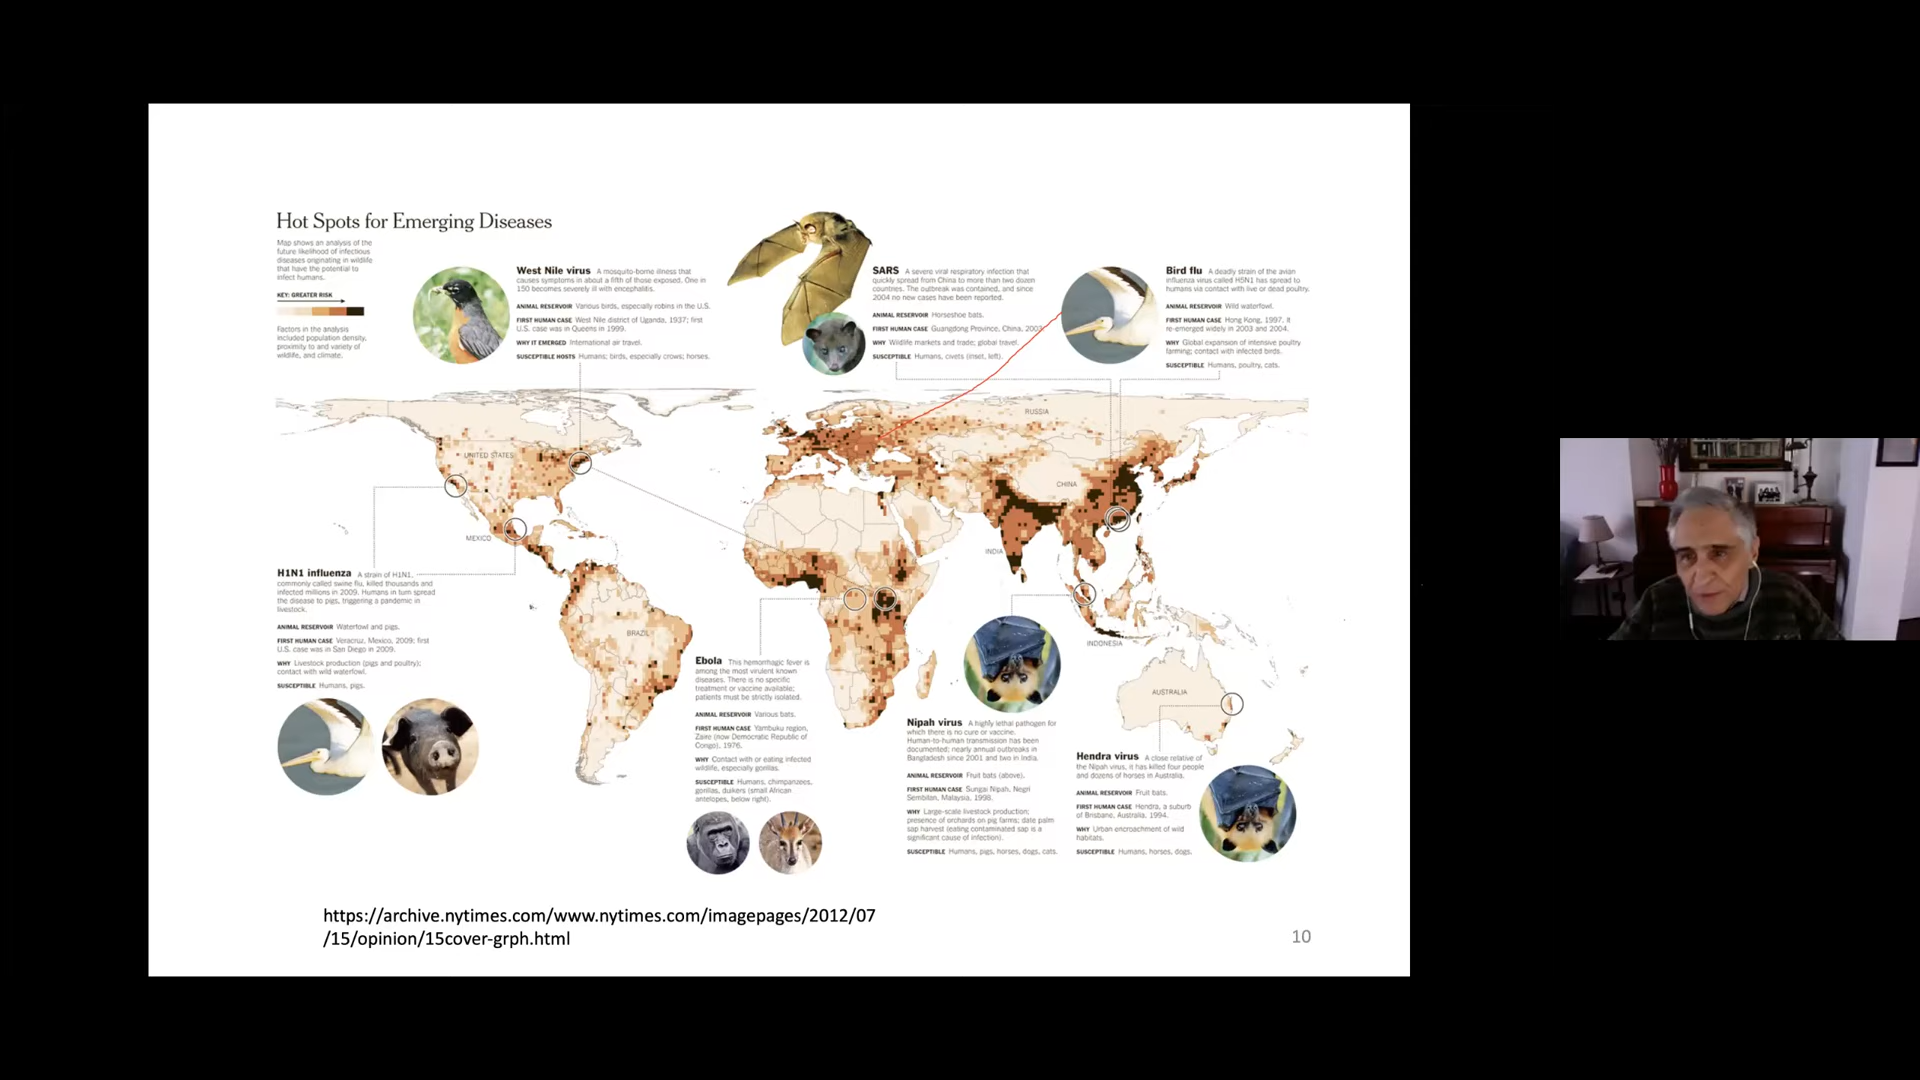 Hot Spots for Emerging Diseases
Map shows an analysis of the
future likelihood of infectious
diseases originating in wildlife
that have the potential to
infect humans.
KEY: GREATER RISK
Factors in the analysis
included population density,
proximity to and variety of
wildlife, and climate.
West Nile virus A mosquito-borne illness that
causes symptoms in about a fifth of those exposed. One in
150 becomes severely ill with encephalitis.
ANIMAL RESERVOIR Various birds, especially robins in the U.S.
FIRST HUMAN CASE West Nile district of Uganda, 1937; first
U.S. case was in Queens in 1999.
WHY IT EMERGED International air travel.
SUSCEPTIBLE HOSTS Humans; birds, especially crows; horses.
SARS A severe viral respiratory infection that
quickly spread from China to more than two dozen
countries. The outbreak was contained, and since
2004 no new cases have been reported.
ANIMAL RESERVOIR Horseshoe bats.
FIRST HUMAN CASE Guangdong Province, China, 2002.
WHY Wildlife markets and trade; global travel.
SUSCEPTIBLE Humans, civets (inset, left).
Bird flu A deadly strain of the avian
influenza virus called H5N1 has spread to
humans via contact with live or dead poultry.
ANIMAL RESERVOIR Wild waterfowl.
FIRST HUMAN CASE Hong Kong, 1997. It
re-emerged widely in 2003 and 2004.
WHY Global expansion of intensive poultry
farming; contact with infected birds.
SUSCEPTIBLE Humans, poultry, cats.
RUSSIA
UNITED STATES
CHINA
MEXICO
INDIA
BRAZIL
INDONESIA
AUSTRALIA
H1N1 influenza A strain of H1N1,
commonly called swine flu, killed thousands and
infected millions in 2009. Humans in turn spread
the disease to pigs, triggering a pandemic in
livestock.
ANIMAL RESERVOIR Waterfowl and pigs.
FIRST HUMAN CASE Veracruz, Mexico, 2009; first
U.S. case was in San Diego in 2009.
WHY Livestock production (pigs and poultry);
contact with wild waterfowl.
SUSCEPTIBLE Humans, pigs.
Ebola This hemorrhagic fever is
among the most virulent known
diseases. There is no specific
treatment or vaccine available;
patients must be strictly isolated.
ANIMAL RESERVOIR Various bats.
FIRST HUMAN CASE Yambuku region,
Zaire (now Democratic Republic of
Congo), 1976.
WHY Contact with or eating infected
wildlife, especially gorillas.
SUSCEPTIBLE Humans, chimpanzees,
gorillas, duikers (small African
antelopes, below right).
Nipah virus A highly lethal pathogen for
which there is no cure or vaccine.
Human-to-human transmission has been
documented; nearly annual outbreaks in
Bangladesh since 2001 and two in India.
ANIMAL RESERVOIR Fruit bats (above).
FIRST HUMAN CASE Sungai Nipah, Negri
Sembilan, Malaysia, 1998.
WHY Large-scale livestock production;
presence of orchards on pig farms; date palm
sap harvest (eating contaminated sap is a
significant cause of infection).
SUSCEPTIBLE Humans, pigs, horses, dogs, cats.
Hendra virus A close relative of
the Nipah virus, it has killed four people
and dozens of horses in Australia.
ANIMAL RESERVOIR Fruit bats.
FIRST HUMAN CASE Hendra, a suburb
of Brisbane, Australia, 1994.
WHY Urban encroachment of wild
habitats.
SUSCEPTIBLE Humans, horses, dogs.
https://archive.nytimes.com/www.nytimes.com/imagepages/2012/07
/15/opinion/15cover-grph.html
10